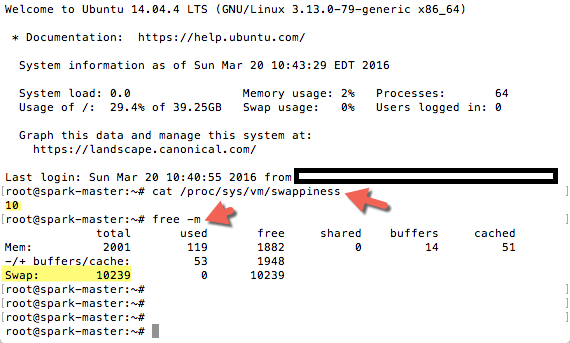 Welcome to Ubuntu 14.04.4 LTS (GNU/Linux 3.13.0-79-generic x86_64)
* Documentation:  https://help.ubuntu.com/
System information as of Sun Mar 20 10:43:29 EDT 2016
System load: 0.0 Memory usage: 2% Processes: 64
Usage of /: 29.4% of 39.25GB Swap usage: 0% Users logged in: 0
Graph this data and manage this system at:
https://landscape.canonical.com/
Last login: Sun Mar 20 10:40:55 2016 from
[root@spark-master:~# cat /proc/sys/vm/swappiness ]
10
[root@spark-master:~# free -m ]
total used free shared buffers cached
Mem: 2001 119 1882 0 14 51
-/+ buffers/cache: 53 1948
Swap: 10239 0 10239
[root@spark-master:~# ]
[root@spark-master:~# ]
[root@spark-master:~# ]
root@spark-master:~#